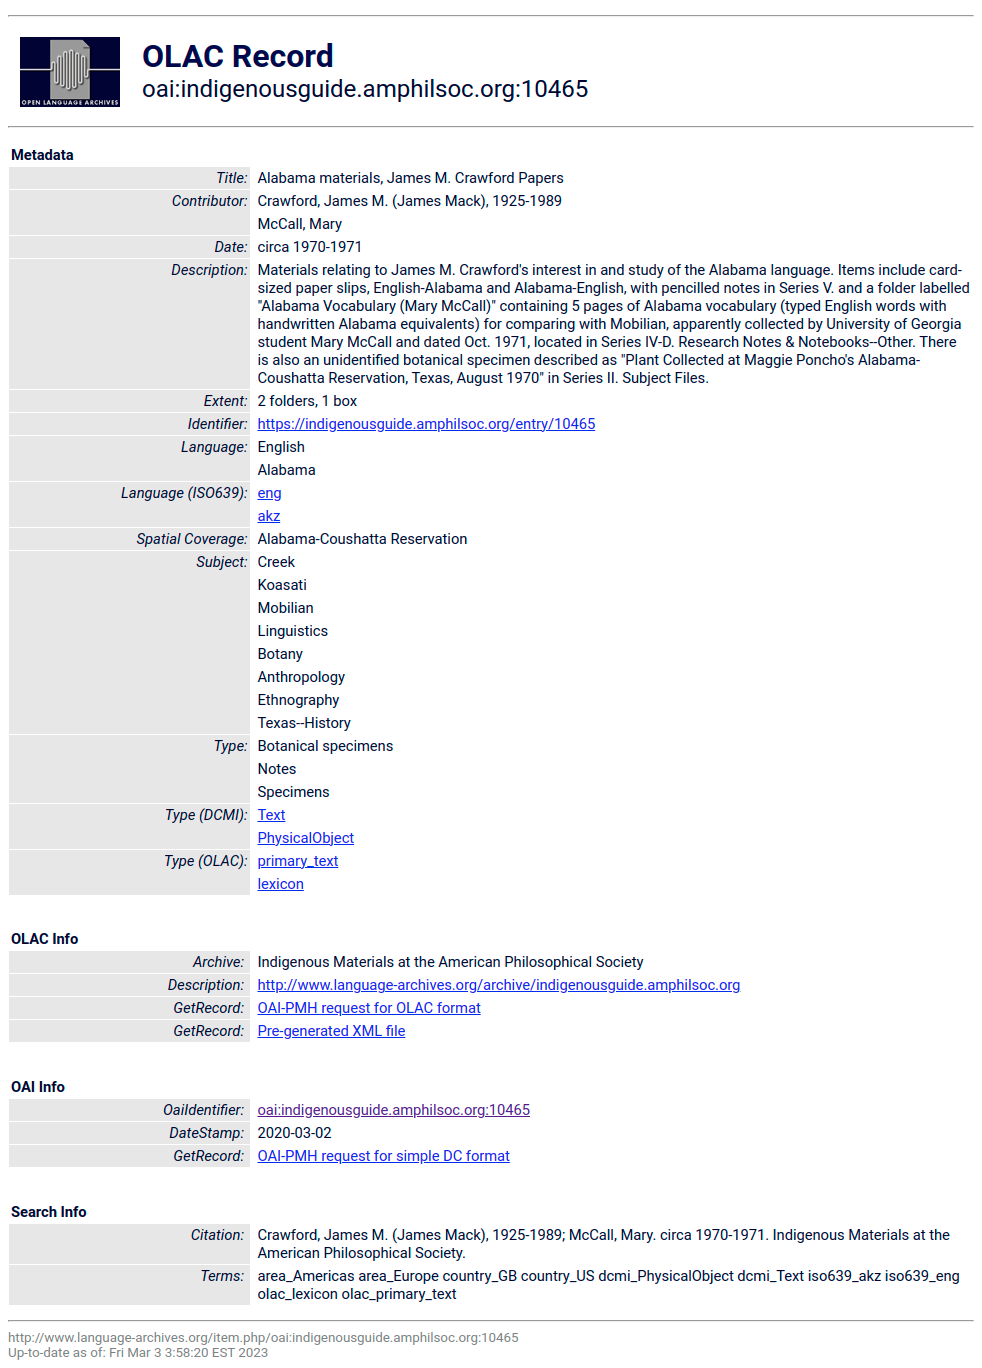 OPEN LANGUAGE ARCHIVES
OLAC Record
oai:indigenousguide.amphilsoc.org:10465
Metadata
Title: Alabama materials, James M. Crawford Papers
Contributor: Crawford, James M. (James Mack), 1925-1989
McCall, Mary
Date: circa 1970-1971
Description: Materials relating to James M. Crawford's interest in and study of the Alabama language. Items include card-
sized paper slips, English-Alabama and Alabama-English, with pencilled notes in Series V. and a folder labelled
"Alabama Vocabulary (Mary McCall)" containing 5 pages of Alabama vocabulary (typed English words with
handwritten Alabama equivalents) for comparing with Mobilian, apparently collected by University of Georgia
student Mary McCall and dated Oct. 1971, located in Series IV-D. Research Notes & Notebooks--Other. There
is also an unidentified botanical specimen described as "Plant Collected at Maggie Poncho's Alabama-
Coushatta Reservation, Texas, August 1970" in Series II. Subject Files.
Extent: 2 folders, 1 box
Identifier: https://indigenousguide.amphilsoc.org/entry/10465
Language: English
Alabama
Language (ISO639): eng
akz
Spatial Coverage: Alabama-Coushatta Reservation
Subject: Creek
Koasati
Mobilian
Linguistics
Botany
Anthropology
Ethnography
Texas--History
Type: Botanical specimens
Notes
Specimens
Type (DCMI): Text
PhysicalObject
Type (OLAC): primary_text
lexicon
OLAC Info
Archive: Indigenous Materials at the American Philosophical Society
Description: http://www.language-archives.org/archive/indigenousguide.amphilsoc.org
GetRecord: OAI-PMH request for OLAC format
GetRecord: Pre-generated XML file
OAI Info
OaiIdentifier: oai:indigenousguide.amphilsoc.org:10465
DateStamp: 2020-03-02
GetRecord: OAI-PMH request for simple DC format
Search Info
Citation: Crawford, James M. (James Mack), 1925-1989; McCall, Mary. circa 1970-1971. Indigenous Materials at the
American Philosophical Society.
Terms: area_Americas area_Europe country_GB country_US dcmi_PhysicalObject dcmi_Text iso639_akz iso639_eng
olac_lexicon olac_primary_text
http://www.language-archives.org/item.php/oai:indigenousguide.amphilsoc.org:10465
Up-to-date as of: Fri Mar 3 3:58:20 EST 2023